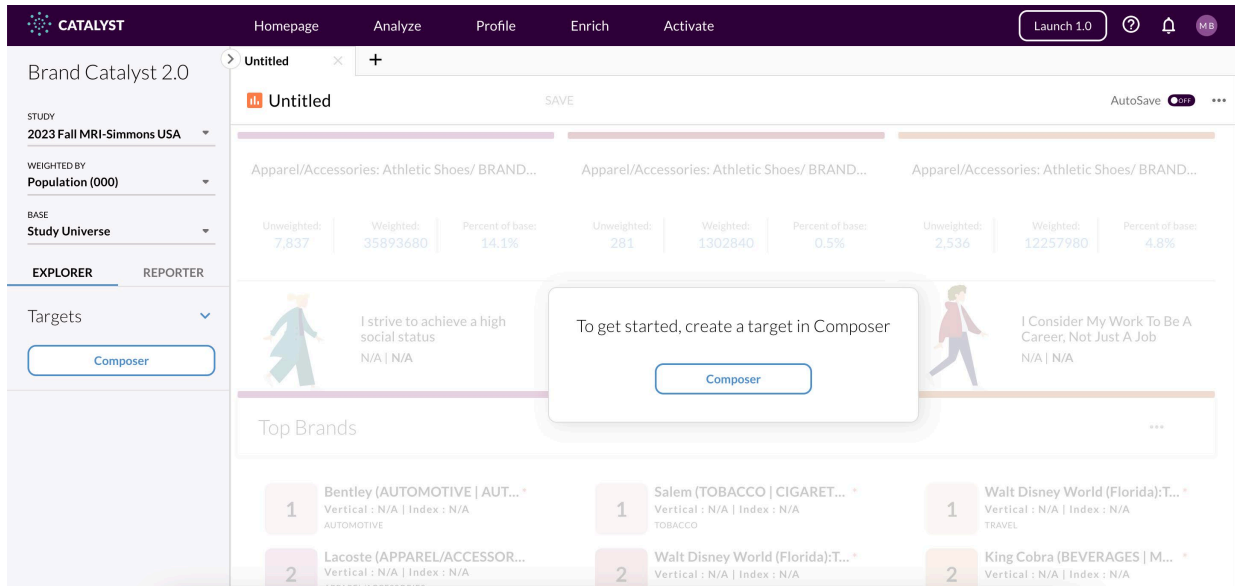 CATALYST
Homepage
Analyze
Profile
Enrich
Activate
Launch 1.0
MB
Brand Catalyst 2.0
STUDY
2023 Fall MRI-Simmons USA
WEIGHTED BY
Population (000)
BASE
Study Universe
EXPLORER
REPORTER
Targets
Composer
Untitled
Untitled
SAVE
AutoSave OFF
Apparel/Accessories: Athletic Shoes/ BRAND...
Apparel/Accessories: Athletic Shoes/ BRAND...
Apparel/Accessories: Athletic Shoes/ BRAND...
Unweighted: Weighted: Percent of base:
7,837 35893680 14.1%
Unweighted: Weighted: Percent of base:
281 1302840 0.5%
Unweighted: Weighted: Percent of base:
2,536 12257980 4.8%
I strive to achieve a high
social status
N/A | N/A
To get started, create a target in Composer
Composer
I Consider My Work To Be A
Career, Not Just A Job
N/A | N/A
Top Brands
1
Bentley (AUTOMOTIVE | AUT... *
Vertical : N/A | Index : N/A
AUTOMOTIVE
1
Salem (TOBACCO | CIGARET... *
Vertical : N/A | Index : N/A
TOBACCO
1
Walt Disney World (Florida):T... *
Vertical : N/A | Index : N/A
TRAVEL
2
Lacoste (APPAREL/ACCESSOR...
Vertical : N/A | Index : N/A
2
Walt Disney World (Florida):T... *
Vertical : N/A | Index : N/A
2
King Cobra (BEVERAGES | M... *
Vertical : N/A | Index : N/A